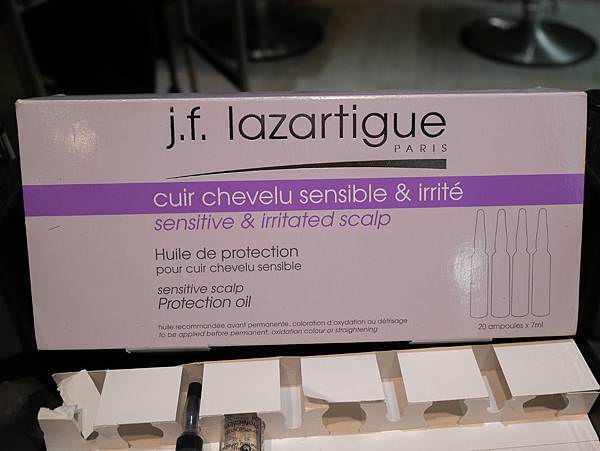 j.f. lazartigue
PARIS
cuir chevelu sensible & irrité
sensitive & irritated scalp
Huile de protection
pour cuir chevelu sensible
sensitive scalp
Protection oil
huile recommandée avant permanente, coloration d'oxydation ou défrisage
to be applied before permanent, oxidation colour or straightening
20 ampoules x 7ml